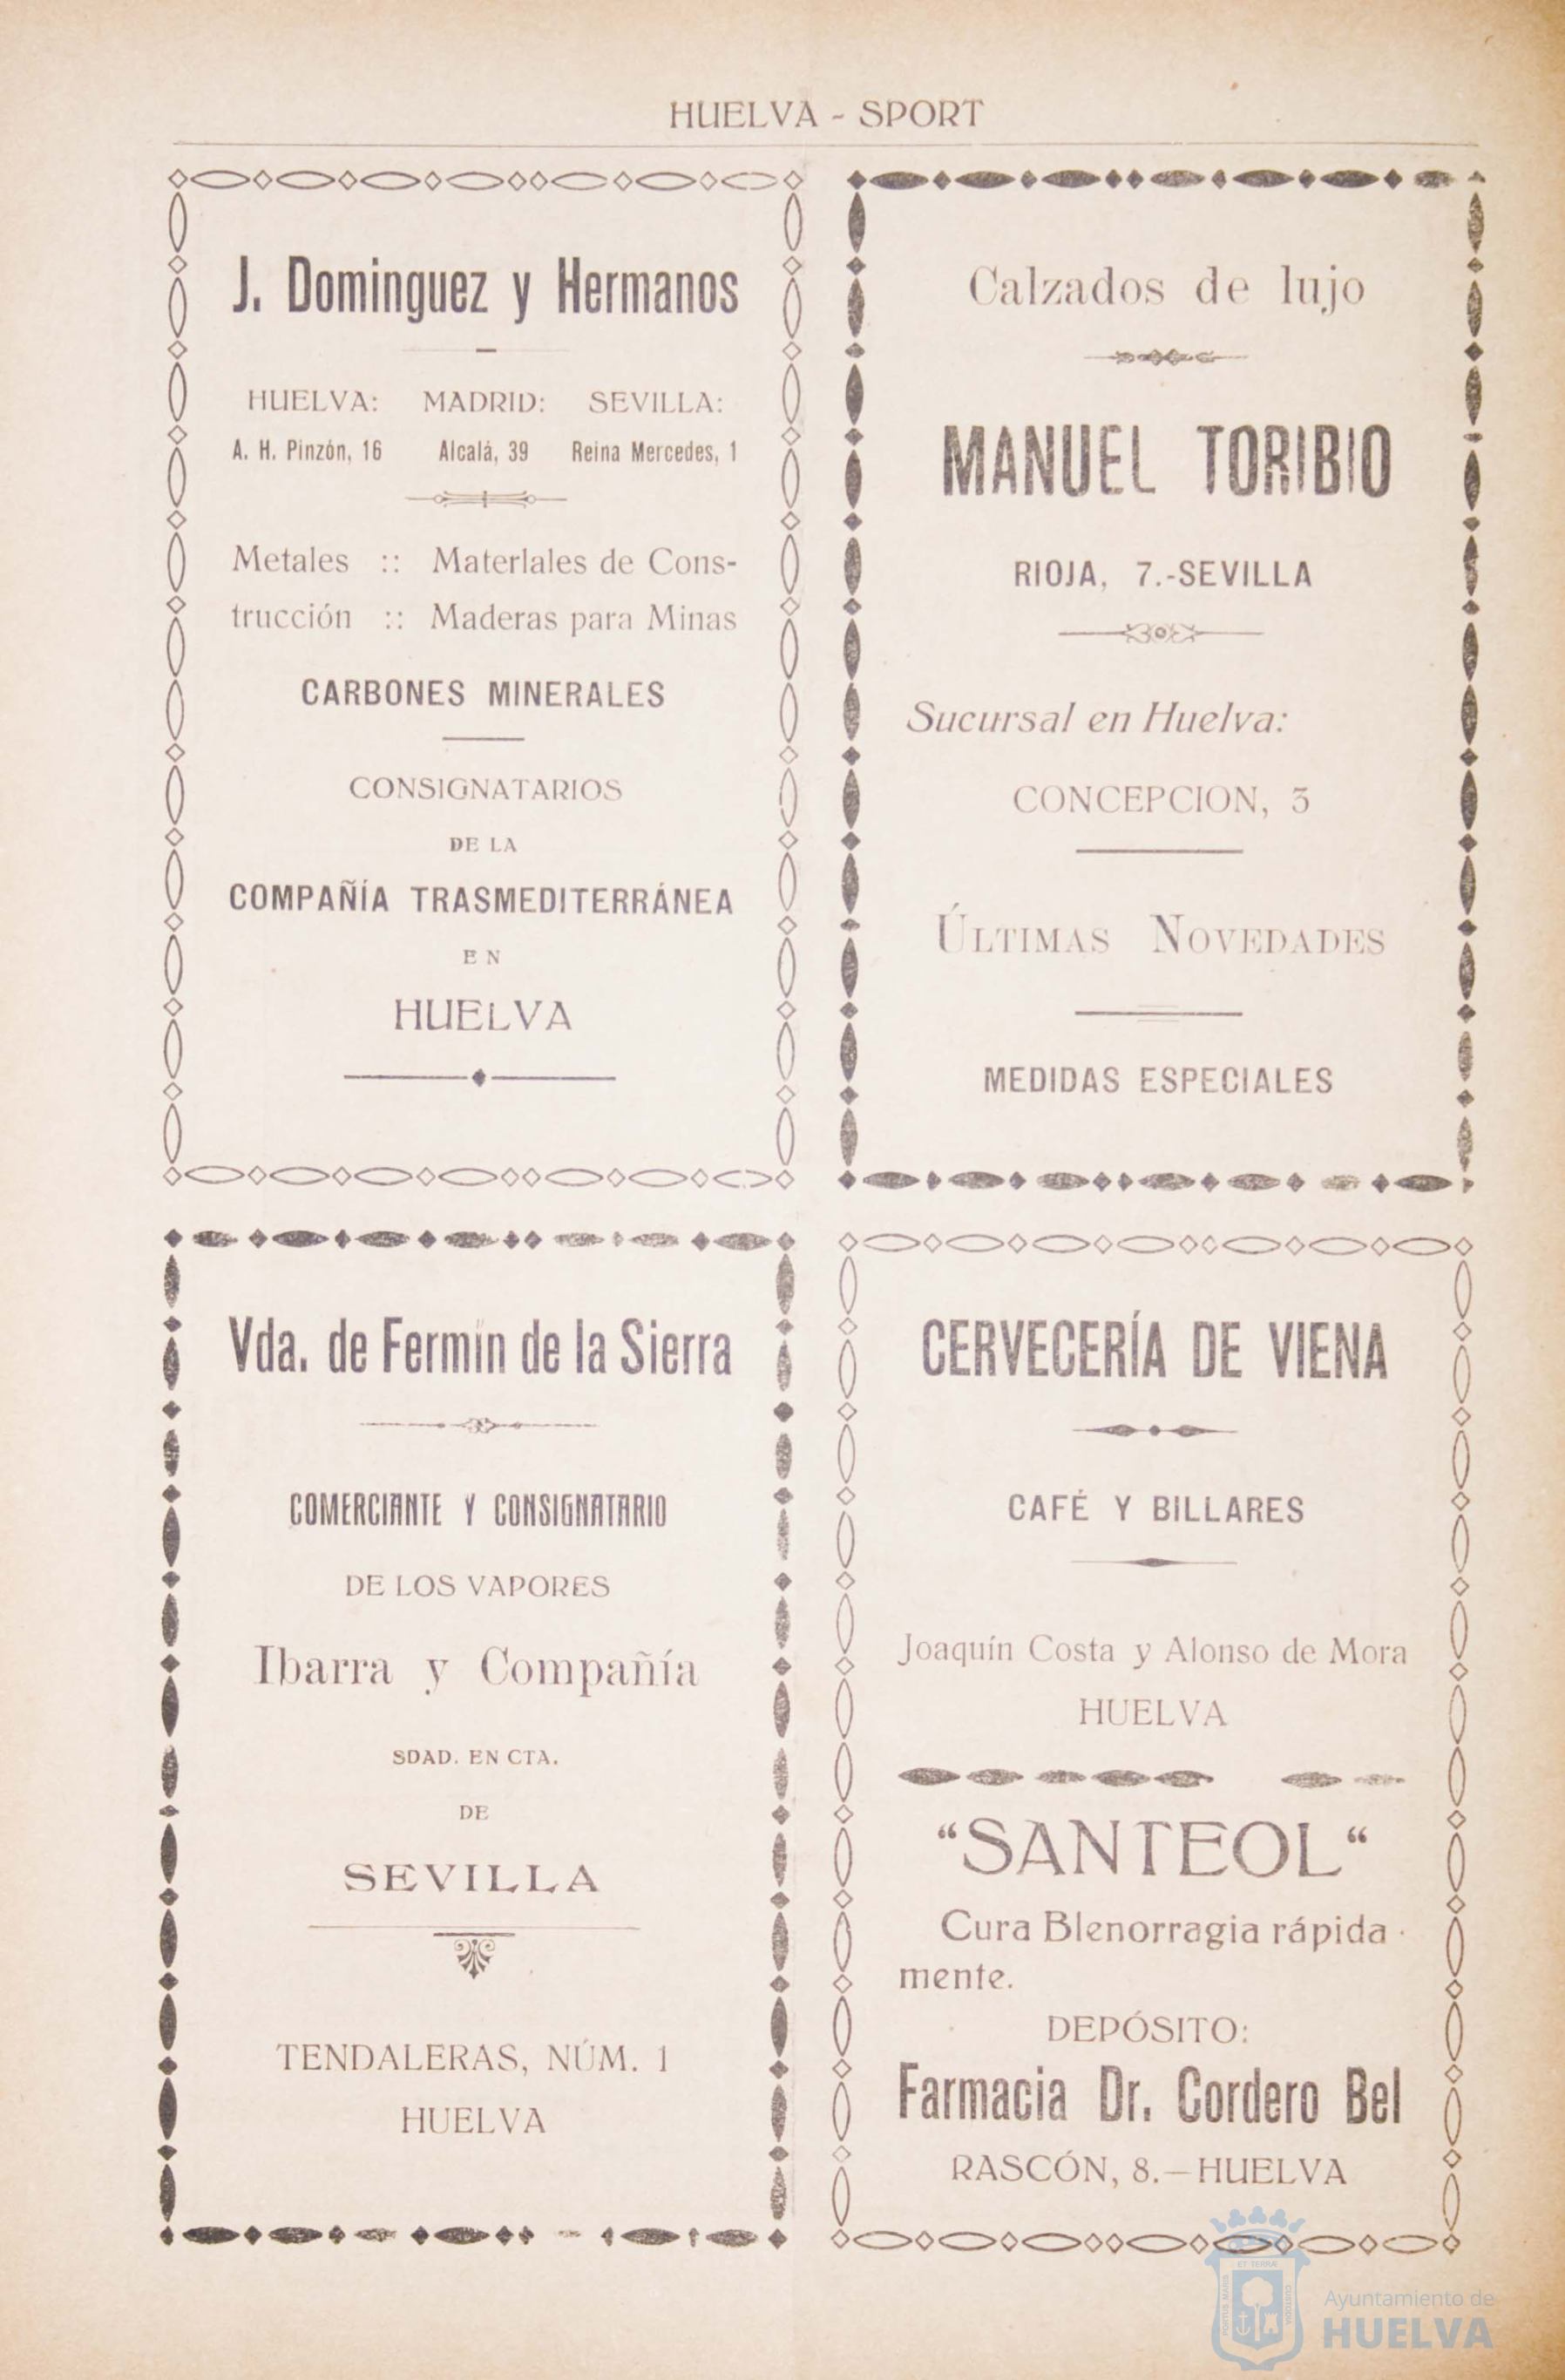 HUELVA - SPORT
J. Dominguez y Hermanos
HUELVA: MADRID: SEVILLA:
A. H. Pinzón, 16 Alcalá, 39 Reina Mercedes, 1
Metales :: Materlales de Cons-
trucción :: Maderas para Minas
CARBONES MINERALES
CONSIGNATARIOS
DE LA
COMPAÑÍA TRASMEDITERRÁNEA
EN
HUELVA
Calzados de lujo
MANUEL TORIBIO
RIOJA, 7.-SEVILLA
Sucursal en Huelva:
CONCEPCION, 3
ÚLTIMAS NOVEDADES
MEDIDAS ESPECIALES
Vda. de Fermín de la Sierra
COMERCIANTE Y CONSIGNATARIO
DE LOS VAPORES
Ibarra y Compañía
SDAD. EN CTA.
DE
SEVILLA
TENDALERAS, NÚM. 1
HUELVA
CERVECERÍA DE VIENA
CAFÉ Y BILLARES
Joaquín Costa y Alonso de Mora
HUELVA
“SANTEOL“
Cura Blenorragia rápida-
mente.
DEPÓSITO:
Farmacia Dr. Cordero Bel
RASCÓN, 8.—HUELVA
PORTUS MARIS
ET TERRÆ
CUSTODIA
Ayuntamiento de
HUELVA